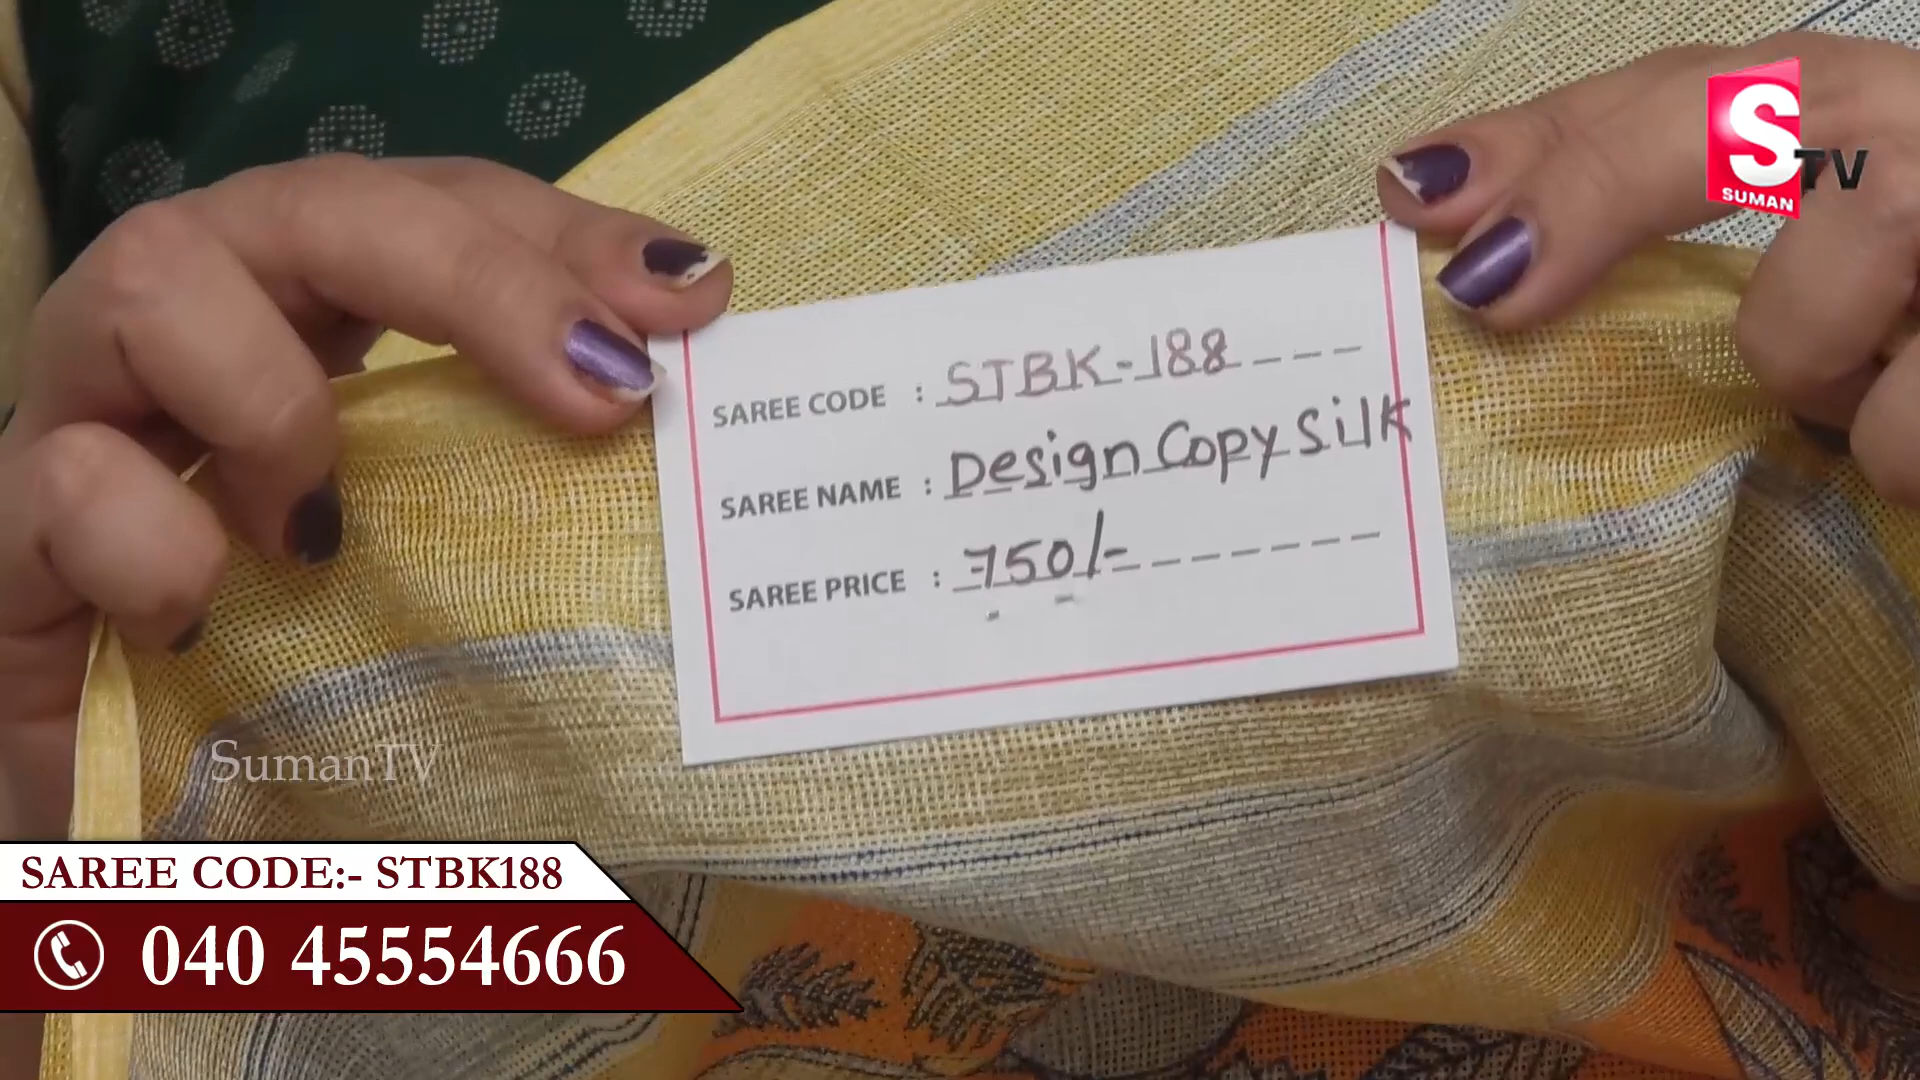 S
TV
SUMAN
SAREE CODE : STBK-188
SAREE NAME : Design Copy Silk
SAREE PRICE : 750/-
SumanTV
SAREE CODE:- STBK188
040 45554666